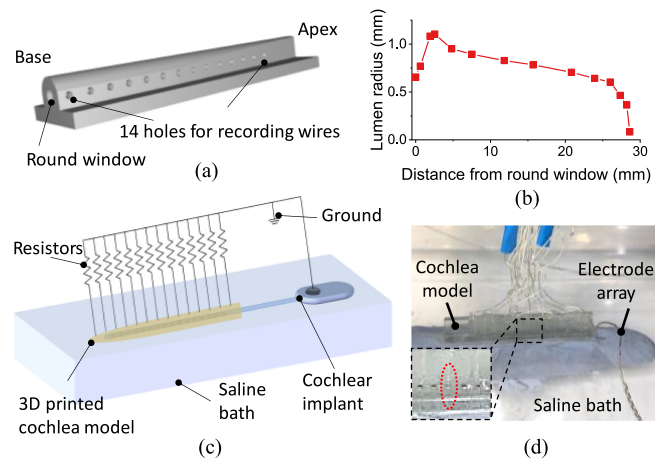 Base
Apex
14 holes for recording wires
Round window
(a)
Lumen radius (mm)
1.0
0.5
0.0
0
10
20
30
Distance from round window (mm)
(b)
Resistors
Ground
3D printed
cochlea model
Saline
bath
Cochlear
implant
(c)
Cochlea
model
Electrode
array
Saline bath
(d)